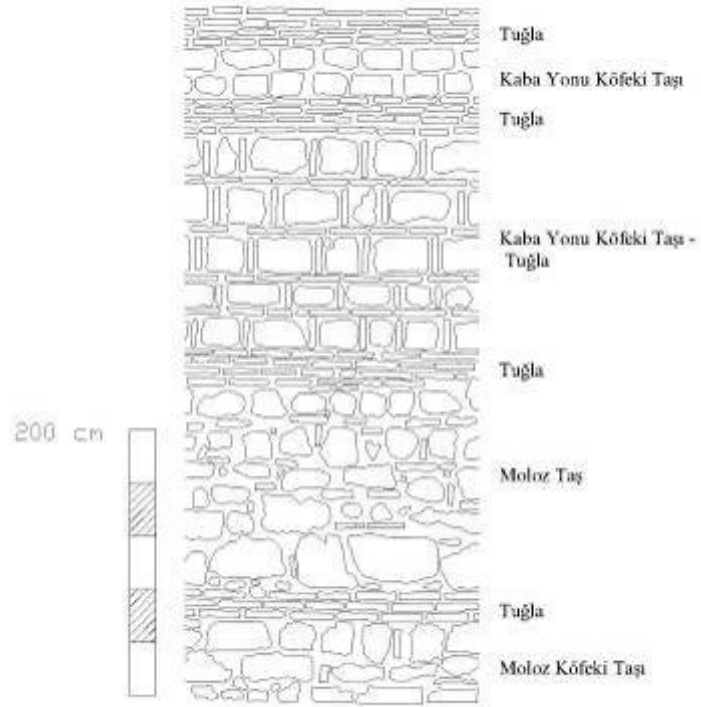 Tuğla
Kaba Yonu Köfeki Taşı
Tuğla
Kaba Yonu Köfeki Taşı -
Tuğla
Tuğla
200 cm
Moloz Taş
Tuğla
Moloz Köfeki Taşı